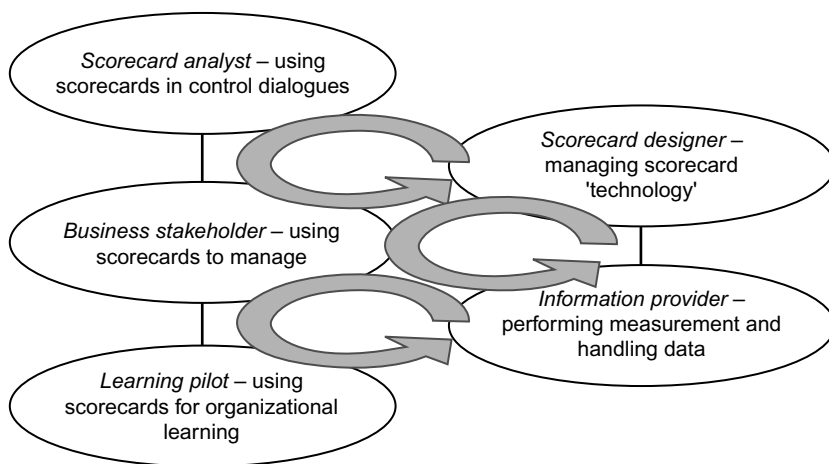 Scorecard analyst – using
scorecards in control dialogues
Scorecard designer –
managing scorecard
'technology'
Business stakeholder – using
scorecards to manage
Information provider –
performing measurement and
handling data
Learning pilot – using
scorecards for organizational
learning